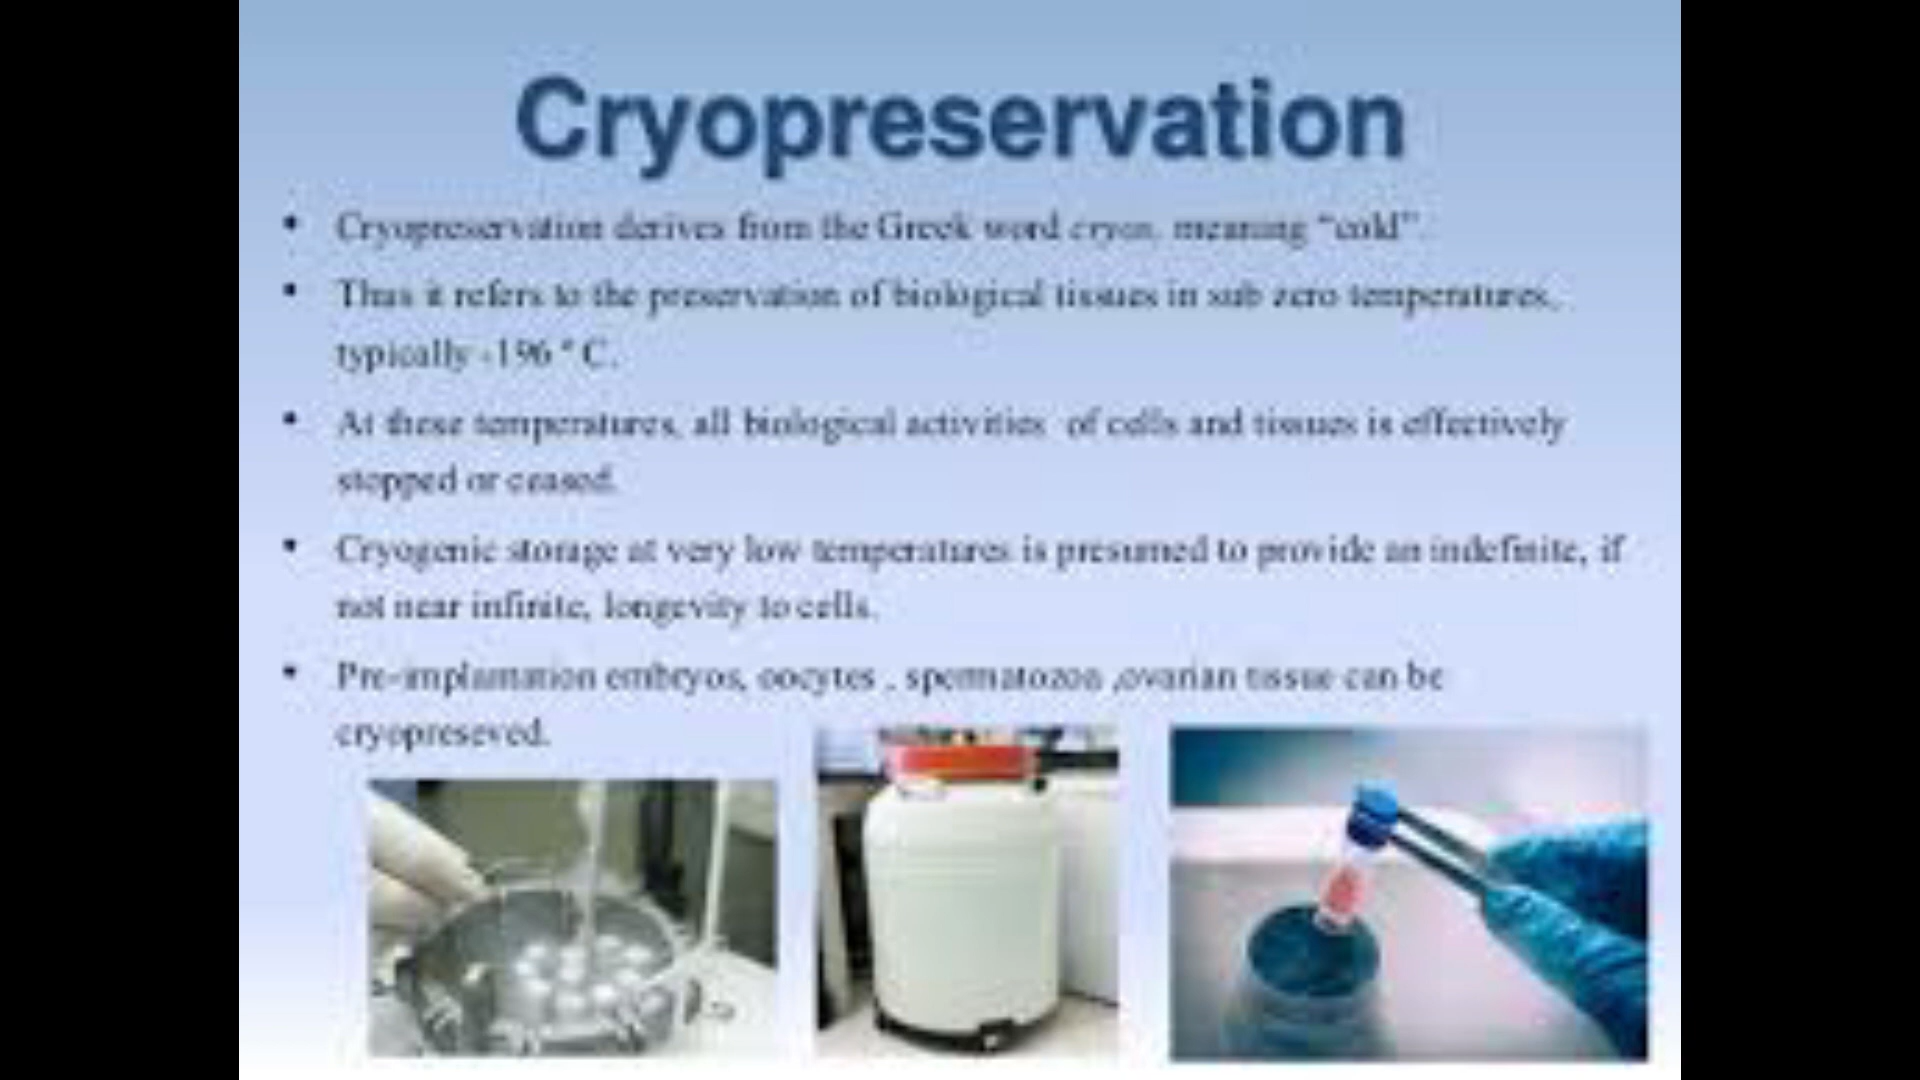 Cryopreservation
• Cryopreservation derives from the Greek word cryon, meaning “cold”.
• Thus it refers to the preservation of biological tissues in sub zero temperatures,
typically -196 ° C.
• At these temperatures, all biological activities of cells and tissues is effectively
stopped or ceased.
• Cryogenic storage at very low temperatures is presumed to provide an indefinite, if
not near infinite, longevity to cells.
• Pre-implantation embryos, oocytes , spermatozoa ,ovarian tissue can be
cryopreseved.